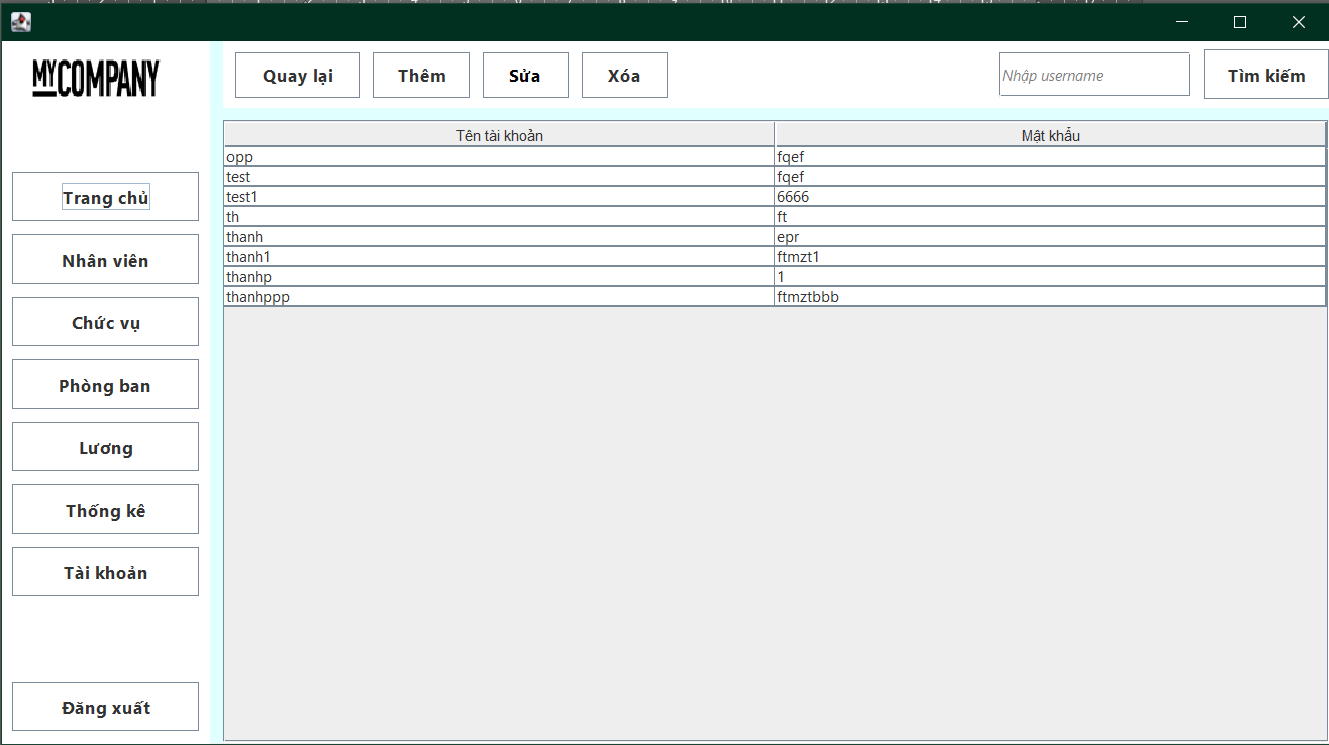 MYCOMPANY
Quay lại Thêm Sửa Xóa Nhập username Tìm kiếm
Trang chủ
Nhân viên
Chức vụ
Phòng ban
Lương
Thống kê
Tài khoản
Đăng xuất
Tên tài khoản Mật khẩu
opp fqef
test fqef
test1 6666
th ft
thanh epr
thanh1 ftmzt1
thanhp 1
thanhppp ftmztbbb